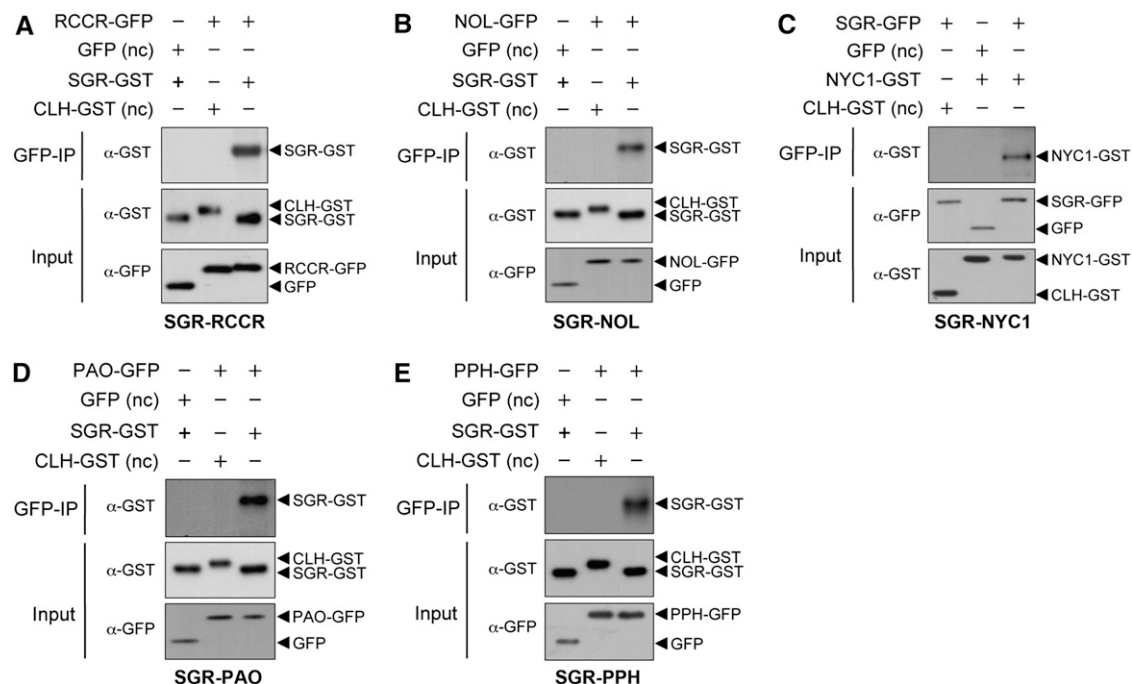 A
RCCR-GFP − + +
GFP (nc) + − −
SGR-GST + − +
CLH-GST (nc) − + −
GFP-IP α-GST SGR-GST
Input α-GST CLH-GST
SGR-GST
α-GFP RCCR-GFP
GFP
SGR-RCCR
B
NOL-GFP − + +
GFP (nc) + − −
SGR-GST + − +
CLH-GST (nc) − + −
GFP-IP α-GST SGR-GST
Input α-GST CLH-GST
SGR-GST
α-GFP NOL-GFP
GFP
SGR-NOL
C
SGR-GFP + − +
GFP (nc) − + −
NYC1-GST − + +
CLH-GST (nc) + − −
GFP-IP α-GST NYC1-GST
Input α-GFP SGR-GFP
GFP
α-GST NYC1-GST
CLH-GST
SGR-NYC1
D
PAO-GFP − + +
GFP (nc) + − −
SGR-GST + − +
CLH-GST (nc) − + −
GFP-IP α-GST SGR-GST
Input α-GST CLH-GST
SGR-GST
α-GFP PAO-GFP
GFP
SGR-PAO
E
PPH-GFP − + +
GFP (nc) + − −
SGR-GST + − +
CLH-GST (nc) − + −
GFP-IP α-GST SGR-GST
Input α-GST CLH-GST
SGR-GST
α-GFP PPH-GFP
GFP
SGR-PPH